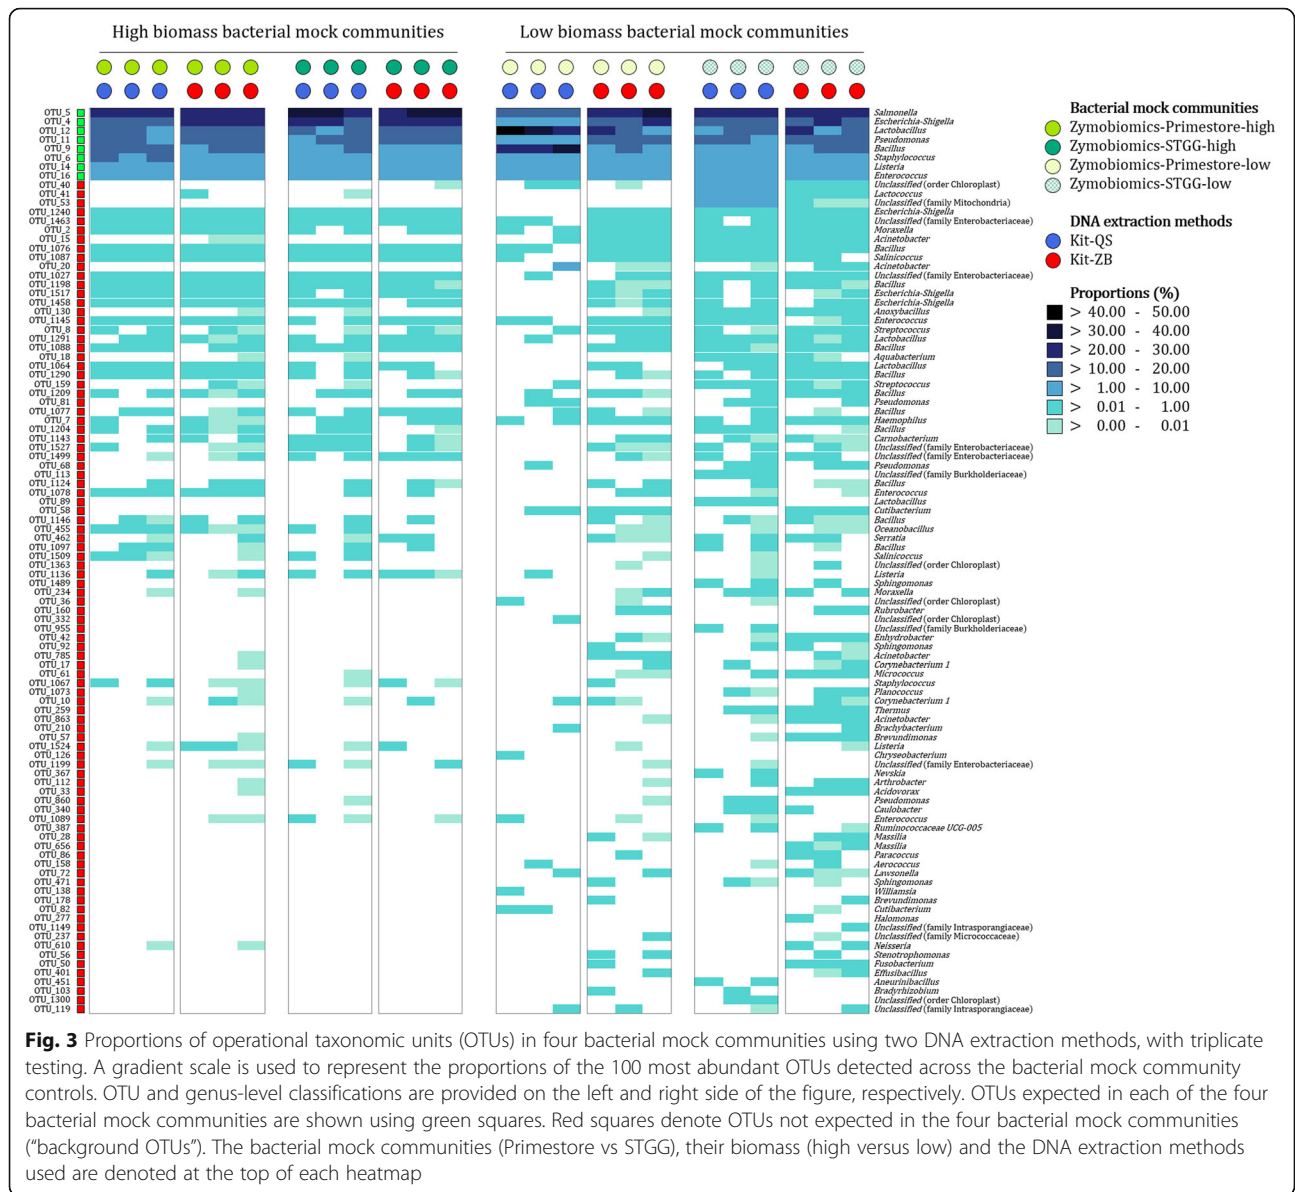 High biomass bacterial mock communities
Low biomass bacterial mock communities
OTU_5 Salmonella
OTU_4 Escherichia-Shigella
OTU_12 Lactobacillus
OTU_11 Pseudomonas
OTU_9 Bacillus
OTU_6 Staphylococcus
OTU_14 Listeria
OTU_16 Enterococcus
OTU_40 Unclassified (order Chloroplast)
OTU_41 Lactococcus
OTU_53 Unclassified (family Mitochondria)
OTU_1240 Escherichia-Shigella
OTU_1463 Unclassified (family Enterobacteriaceae)
OTU_2 Moraxella
OTU_15 Acinetobacter
OTU_1076 Bacillus
OTU_1087 Salinicoccus
OTU_20 Acinetobacter
OTU_1027 Unclassified (family Enterobacteriaceae)
OTU_1198 Bacillus
OTU_1517 Escherichia-Shigella
OTU_1458 Escherichia-Shigella
OTU_130 Anoxybacillus
OTU_1145 Enterococcus
OTU_8 Streptococcus
OTU_1291 Lactobacillus
OTU_1088 Bacillus
OTU_18 Aquabacterium
OTU_1064 Lactobacillus
OTU_1290 Bacillus
OTU_159 Streptococcus
OTU_1209 Bacillus
OTU_81 Pseudomonas
OTU_1077 Bacillus
OTU_7 Haemophilus
OTU_1204 Bacillus
OTU_1143 Carnobacterium
OTU_1527 Unclassified (family Enterobacteriaceae)
OTU_1499 Unclassified (family Enterobacteriaceae)
OTU_68 Pseudomonas
OTU_113 Unclassified (family Burkholderiaceae)
OTU_1124 Bacillus
OTU_1078 Enterococcus
OTU_89 Lactobacillus
OTU_58 Cutibacterium
OTU_1146 Bacillus
OTU_455 Oceanobacillus
OTU_462 Serratia
OTU_1097 Bacillus
OTU_1509 Salinicoccus
OTU_1363 Unclassified (order Chloroplast)
OTU_1136 Listeria
OTU_1489 Sphingomonas
OTU_234 Moraxella
OTU_36 Unclassified (order Chloroplast)
OTU_160 Rubrobacter
OTU_332 Unclassified (order Chloroplast)
OTU_955 Unclassified (family Burkholderiaceae)
OTU_42 Enhydrobacter
OTU_92 Sphingomonas
OTU_785 Acinetobacter
OTU_17 Corynebacterium 1
OTU_61 Micrococcus
OTU_1067 Staphylococcus
OTU_1073 Planococcus
OTU_10 Corynebacterium 1
OTU_259 Thermus
OTU_863 Acinetobacter
OTU_210 Brachybacterium
OTU_57 Brevundimonas
OTU_1524 Listeria
OTU_126 Chryseobacterium
OTU_1199 Unclassified (family Enterobacteriaceae)
OTU_367 Nevskia
OTU_112 Arthrobacter
OTU_33 Acidovorax
OTU_860 Pseudomonas
OTU_340 Caulobacter
OTU_1089 Enterococcus
OTU_387 Ruminococcaceae UCG-005
OTU_28 Massilia
OTU_656 Massilia
OTU_86 Paracoccus
OTU_158 Aerococcus
OTU_72 Lawsonella
OTU_471 Sphingomonas
OTU_138 Williamsia
OTU_178 Brevundimonas
OTU_82 Cutibacterium
OTU_277 Halomonas
OTU_1149 Unclassified (family Intrasporangiaceae)
OTU_237 Unclassified (family Micrococcaceae)
OTU_610 Neisseria
OTU_56 Stenotrophomonas
OTU_50 Fusobacterium
OTU_401 Effusibacillus
OTU_451 Aneurinibacillus
OTU_103 Bradyrhizobium
OTU_1300 Unclassified (order Chloroplast)
OTU_119 Unclassified (family Intrasporangiaceae)
Bacterial mock communities
Zymobiomics-Primestore-high
Zymobiomics-STGG-high
Zymobiomics-Primestore-low
Zymobiomics-STGG-low
DNA extraction methods
Kit-QS
Kit-ZB
Proportions (%)
> 40.00 - 50.00
> 30.00 - 40.00
> 20.00 - 30.00
> 10.00 - 20.00
> 1.00 - 10.00
> 0.01 - 1.00
> 0.00 - 0.01
Fig. 3 Proportions of operational taxonomic units (OTUs) in four bacterial mock communities using two DNA extraction methods, with triplicate
testing. A gradient scale is used to represent the proportions of the 100 most abundant OTUs detected across the bacterial mock community
controls. OTU and genus-level classifications are provided on the left and right side of the figure, respectively. OTUs expected in each of the four
bacterial mock communities are shown using green squares. Red squares denote OTUs not expected in the four bacterial mock communities
(“background OTUs”). The bacterial mock communities (Primestore vs STGG), their biomass (high versus low) and the DNA extraction methods
used are denoted at the top of each heatmap